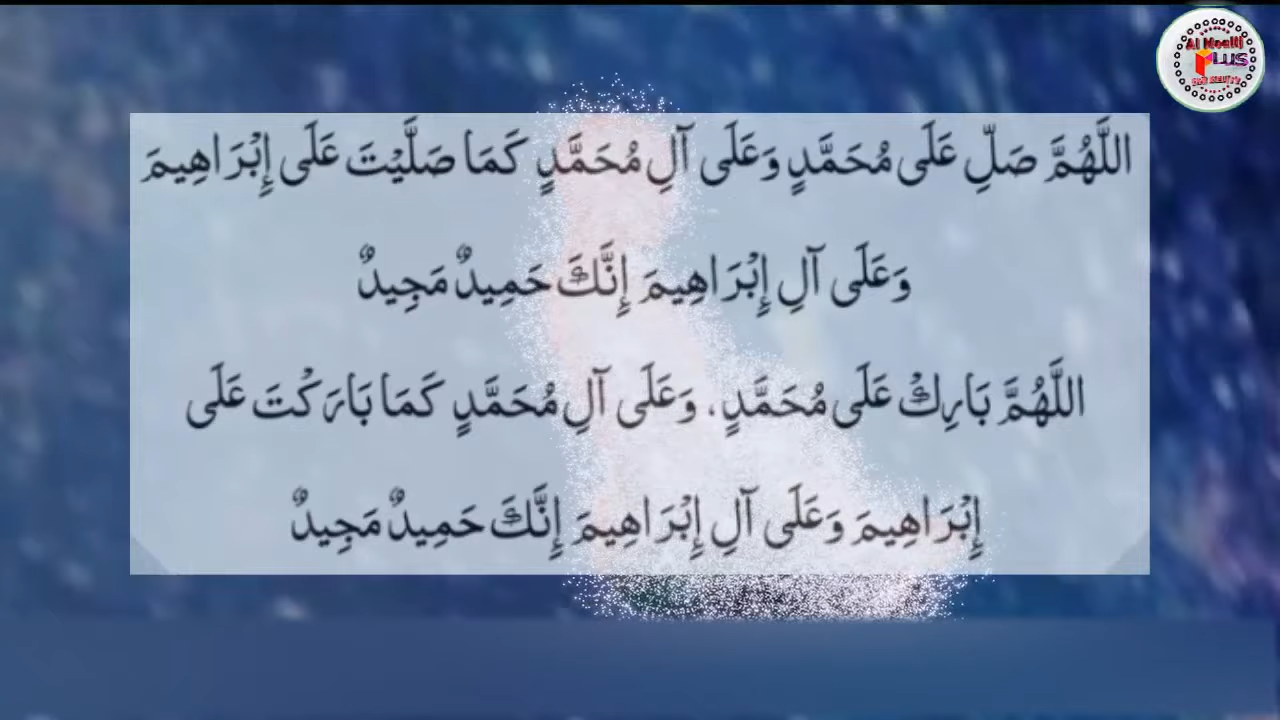 اللَّهُمَّ صَلِّ عَلَى مُحَمَّدٍ وَعَلَى آلِ مُحَمَّدٍ كَمَا صَلَّيْتَ عَلَى إِبْرَاهِيمَ
وَعَلَى آلِ إِبْرَاهِيمَ إِنَّكَ حَمِيدٌ مَجِيدٌ
اللَّهُمَّ بَارِكْ عَلَى مُحَمَّدٍ، وَعَلَى آلِ مُحَمَّدٍ كَمَا بَارَكْتَ عَلَى
إِبْرَاهِيمَ وَعَلَى آلِ إِبْرَاهِيمَ إِنَّكَ حَمِيدٌ مَجِيدٌ
PLUS